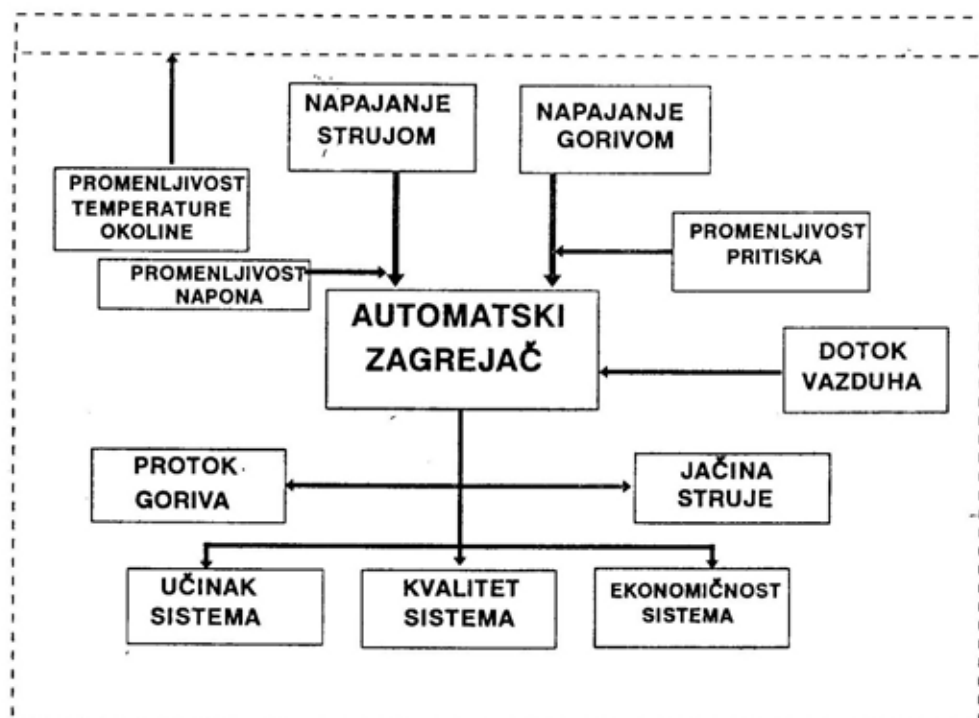 NAPAJANJE
STRUJOM
NAPAJANJE
GORIVOM
PROMENLJIVOST
TEMPERATURE
OKOLINE
PROMENLJIVOST
PRITISKA
PROMENLJIVOST
NAPONA
AUTOMATSKI
ZAGREJAČ
DOTOK
VAZDUHA
PROTOK
GORIVA
JAČINA
STRUJE
UČINAK
SISTEMA
KVALITET
SISTEMA
EKONOMIČNOST
SISTEMA